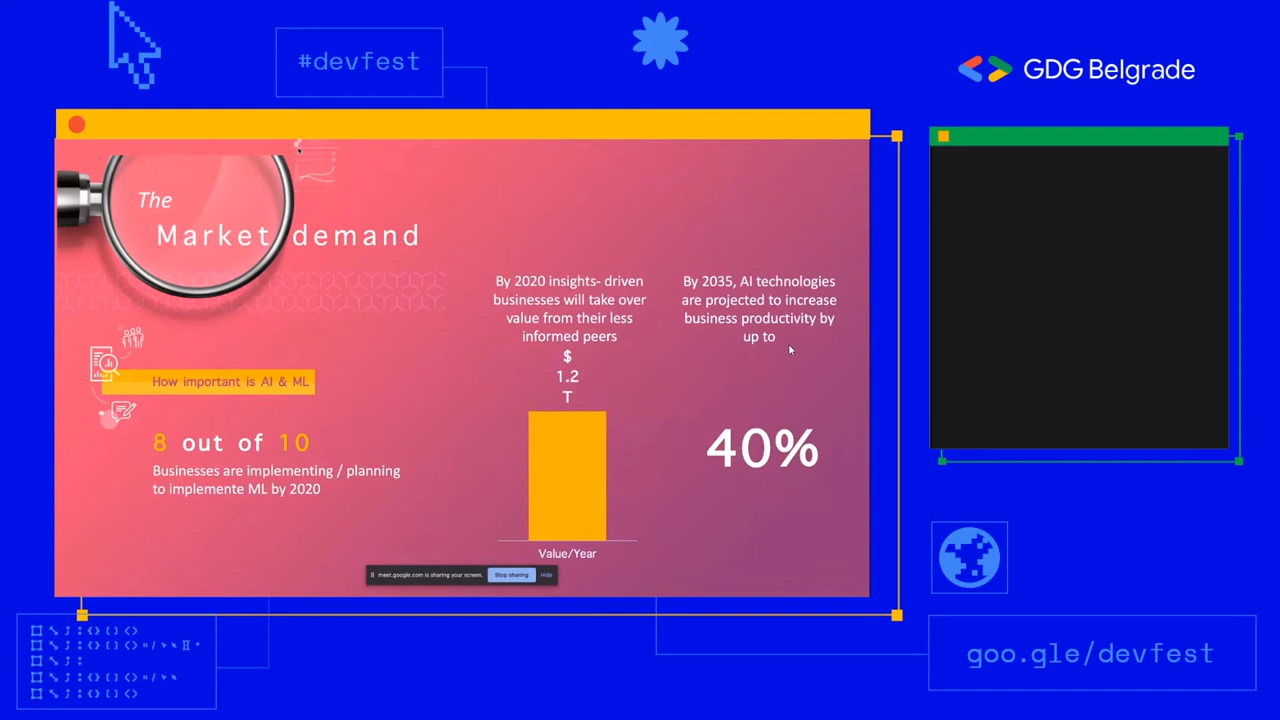 #devfest
GDG Belgrade
The
Market demand
By 2020 insights- driven
businesses will take over
value from their less
informed peers
$
1.2
T
By 2035, AI technologies
are projected to increase
business productivity by
up to
40%
How important is AI & ML
8 out of 10
Businesses are implementing / planning
to implemente ML by 2020
Value/Year
meet.google.com is sharing your screen.
Stop sharing
Hide
goo.gle/devfest